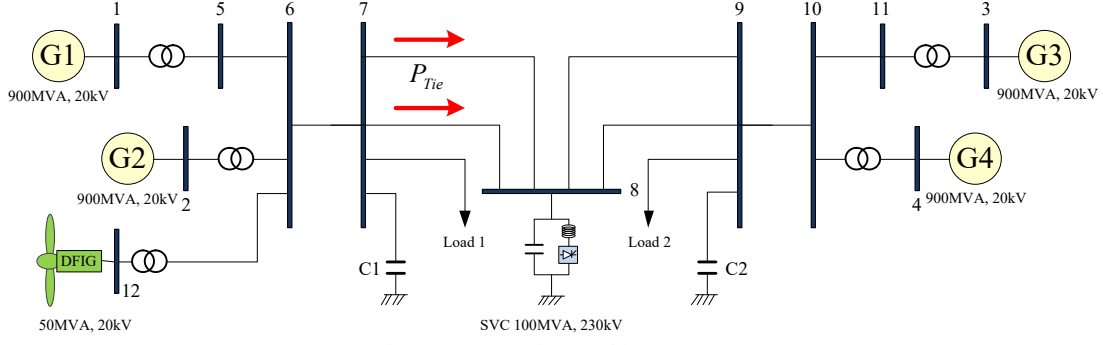 1
5
6
7
9
10
11
3
G1
900MVA, 20kV
P_Tie
G3
900MVA, 20kV
G2
900MVA, 20kV
2
G4
900MVA, 20kV
4
8
Load 1
Load 2
DFIG
12
50MVA, 20kV
C1
C2
SVC 100MVA, 230kV